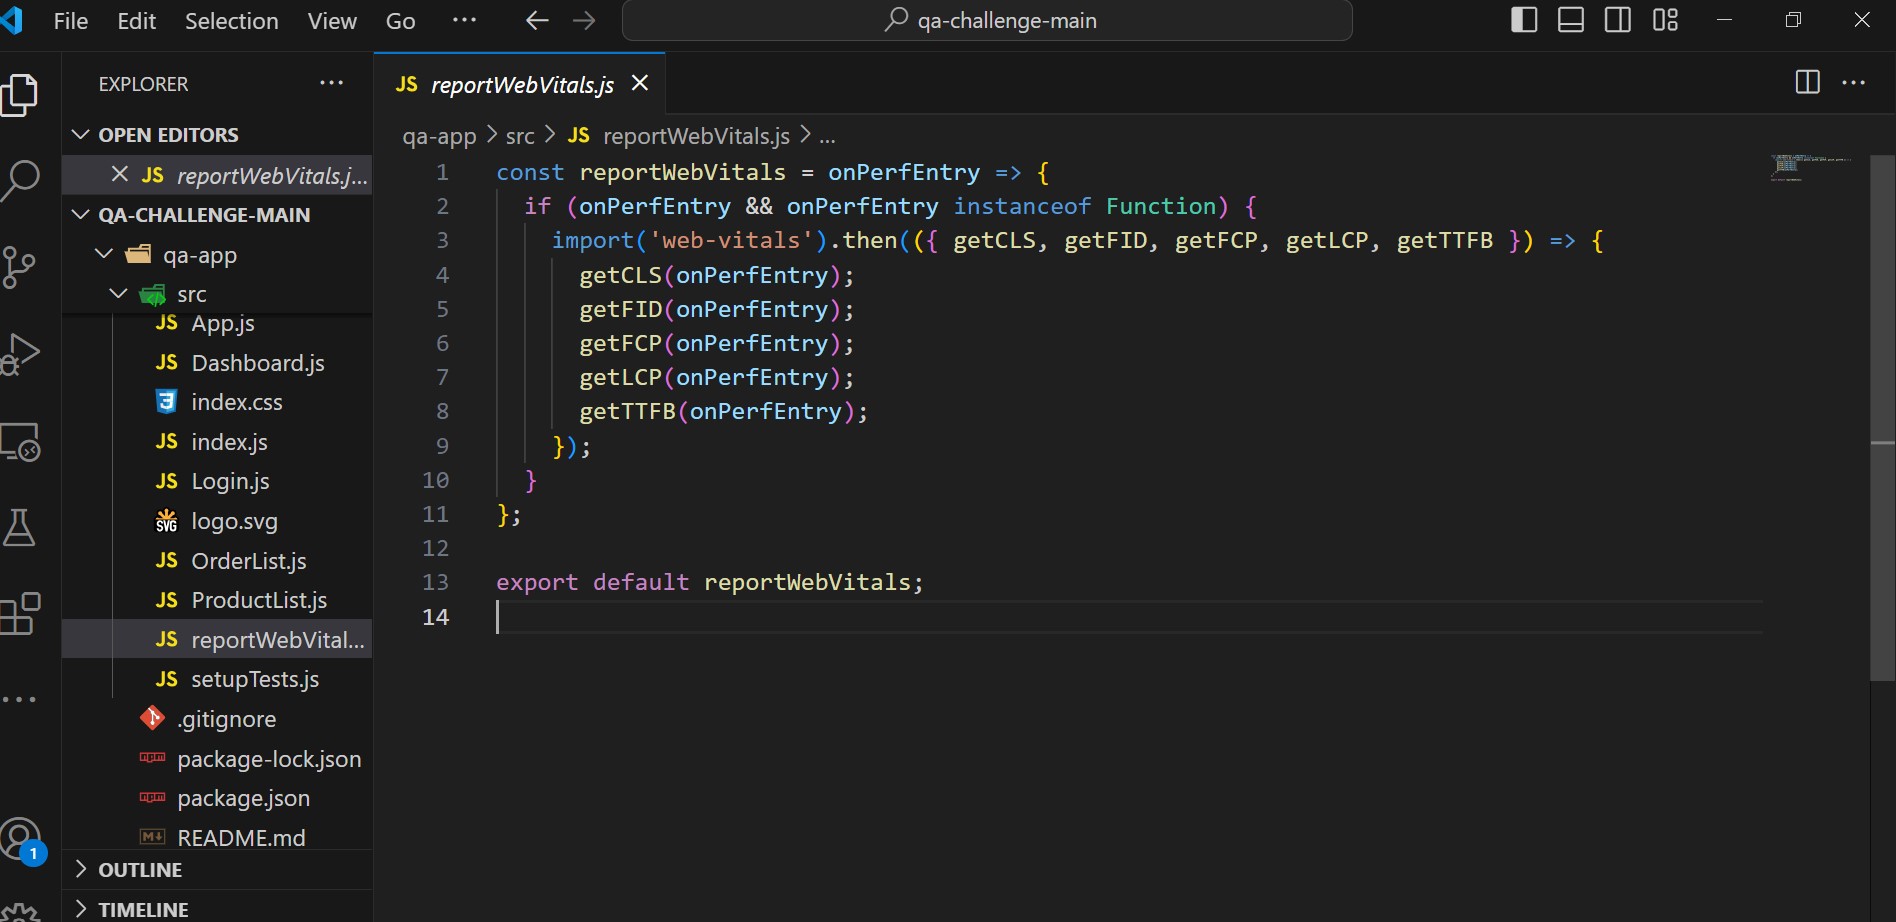 File Edit Selection View Go ··· qa-challenge-main
EXPLORER ···
OPEN EDITORS
JS reportWebVitals.j...
QA-CHALLENGE-MAIN
qa-app
src
JS App.js
JS Dashboard.js
index.css
JS index.js
JS Login.js
SVG logo.svg
JS OrderList.js
JS ProductList.js
JS reportWebVital...
JS setupTests.js
.gitignore
package-lock.json
package.json
README.md
OUTLINE
TIMELINE
1
JS reportWebVitals.js
qa-app > src > JS reportWebVitals.js > ...
1 const reportWebVitals = onPerfEntry => {
2 if (onPerfEntry && onPerfEntry instanceof Function) {
3 import('web-vitals').then(({ getCLS, getFID, getFCP, getLCP, getTTFB }) => {
4 getCLS(onPerfEntry);
5 getFID(onPerfEntry);
6 getFCP(onPerfEntry);
7 getLCP(onPerfEntry);
8 getTTFB(onPerfEntry);
9 });
10 }
11 };
12
13 export default reportWebVitals;
14